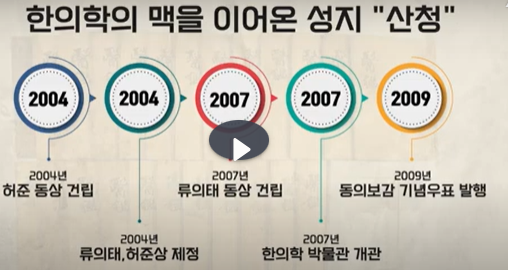 한의학의 맥을 이어온 성지 "산청"
2004
2004
2007
2007
2009
2004년
허준 동상 건립
2004년
류의태,허준상 제정
2007년
류의태 동상 건립
2007년
한의학 박물관 개관
2009년
동의보감 기념우표 발행